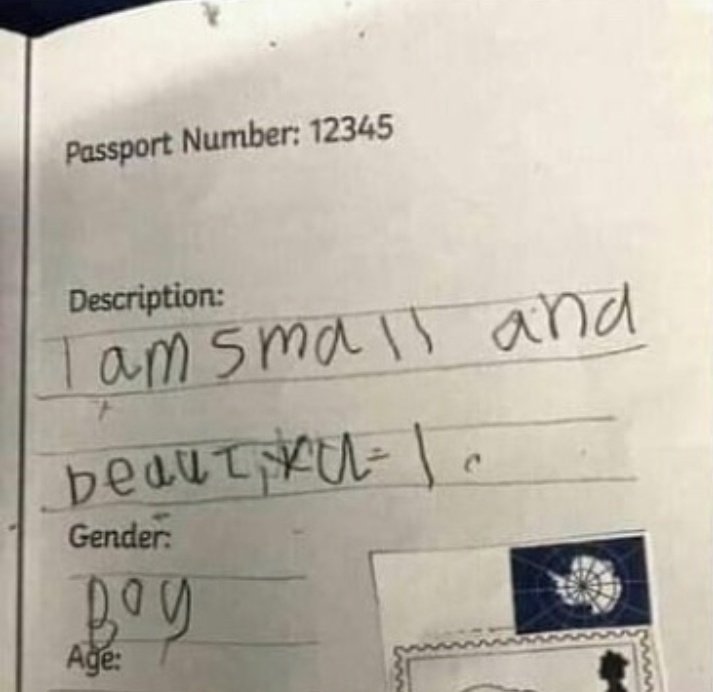 Passport Number: 12345
Description:
I am small and
beautiful.
Gender:
Boy
Age: